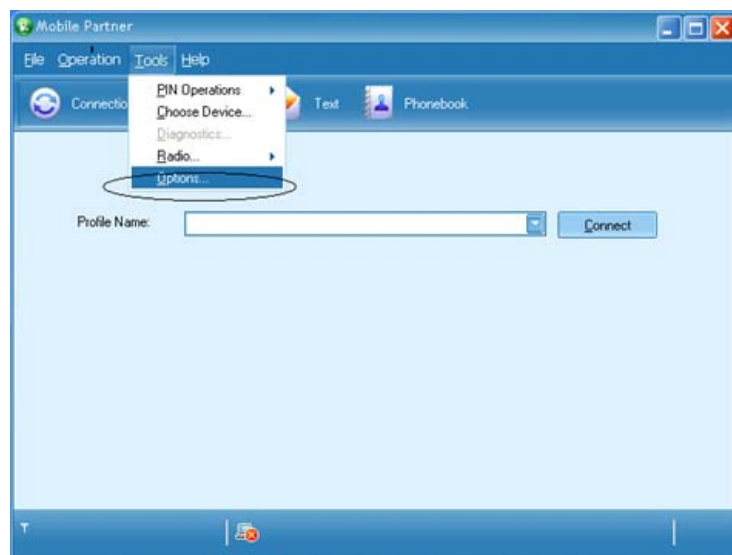 Mobile Partner
File Operation Tools Help
PIN Operations
Choose Device...
Diagnostics...
Radio...
Options...
Connectio
Text
Phonebook
Profile Name:
Connect